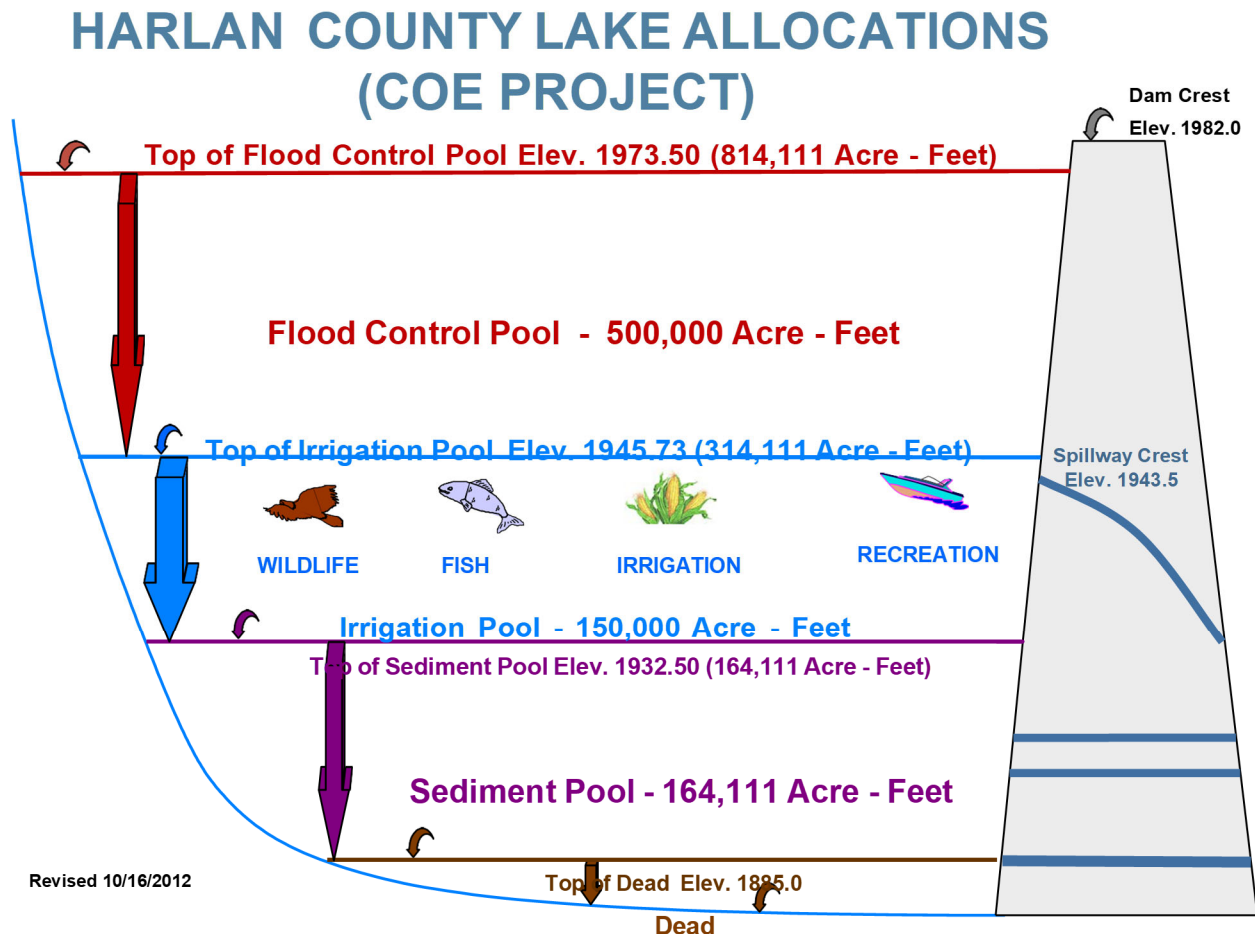 HARLAN COUNTY LAKE ALLOCATIONS
(COE PROJECT)
Dam Crest
Elev. 1982.0
Top of Flood Control Pool Elev. 1973.50 (814,111 Acre - Feet)
Flood Control Pool - 500,000 Acre - Feet
Top of Irrigation Pool Elev. 1945.73 (314,111 Acre - Feet)
Spillway Crest
Elev. 1943.5
WILDLIFE
FISH
IRRIGATION
RECREATION
Irrigation Pool - 150,000 Acre - Feet
Top of Sediment Pool Elev. 1932.50 (164,111 Acre - Feet)
Sediment Pool - 164,111 Acre - Feet
Revised 10/16/2012
Top of Dead Elev. 1885.0
Dead